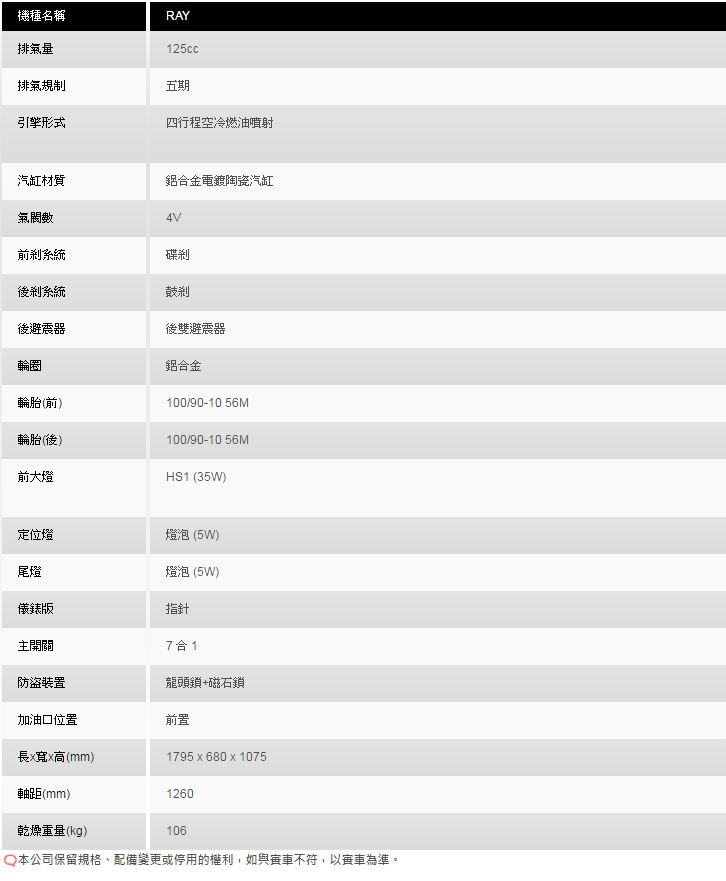 機種名稱 RAY
排氣量 125cc
排氣規制 五期
引擎形式 四行程空冷燃油噴射
汽缸材質 鋁合金電鍍陶瓷汽缸
氣閥數 4V
前剎系統 碟剎
後剎系統 鼓剎
後避震器 後雙避震器
輪圈 鋁合金
輪胎(前) 100/90-10 56M
輪胎(後) 100/90-10 56M
前大燈 HS1 (35W)
定位燈 燈泡 (5W)
尾燈 燈泡 (5W)
儀錶版 指針
主開關 7 合 1
防盜裝置 龍頭鎖+磁石鎖
加油口位置 前置
長x寬x高(mm) 1795 x 680 x 1075
軸距(mm) 1260
乾燥重量(kg) 106
本公司保留規格、配備變更或停用的權利，如與實車不符，以實車為準。